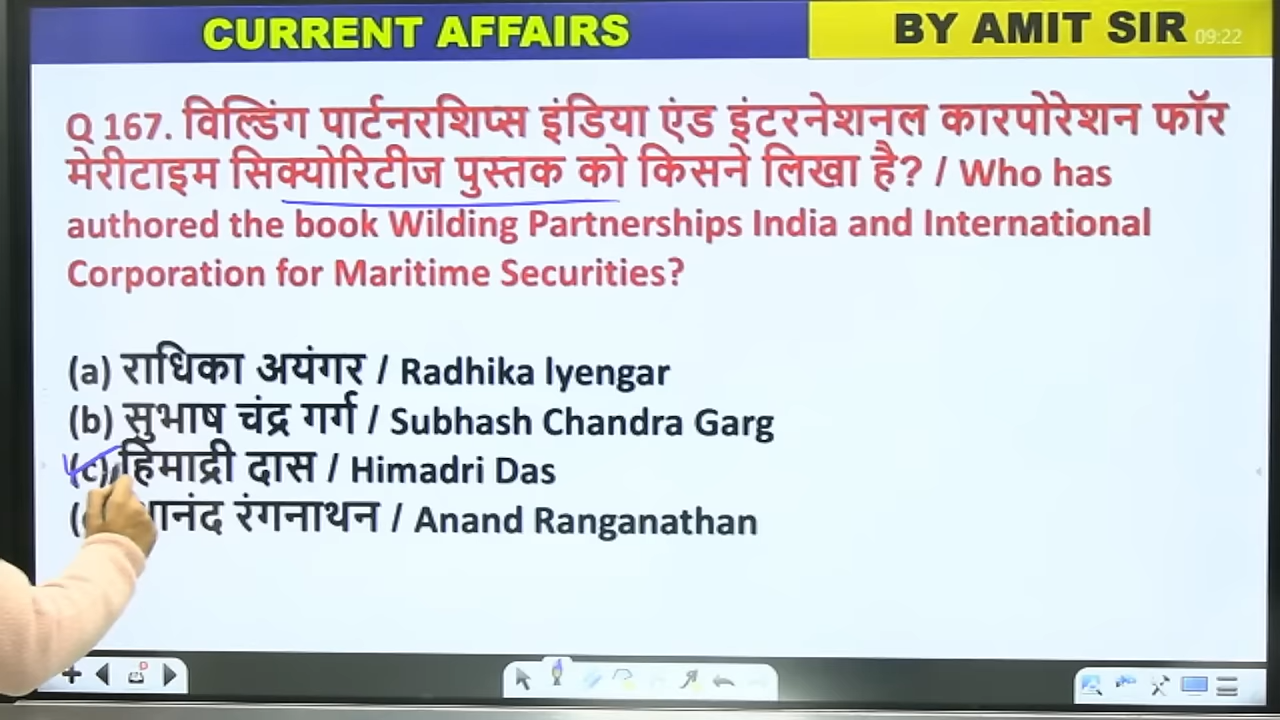 CURRENT AFFAIRS
BY AMIT SIR
09:22
Q 167. विल्डिंग पार्टनरशिप्स इंडिया एंड इंटरनेशनल कारपोरेशन फॉर
मेरीटाइम सिक्योरिटीज पुस्तक को किसने लिखा है? / Who has
authored the book Wilding Partnerships India and International
Corporation for Maritime Securities?
(a) राधिका अयंगर / Radhika lyengar
(b) सुभाष चंद्र गर्ग / Subhash Chandra Garg
(c) हिमाद्री दास / Himadri Das
रंगनाथन / Anand Ranganathan